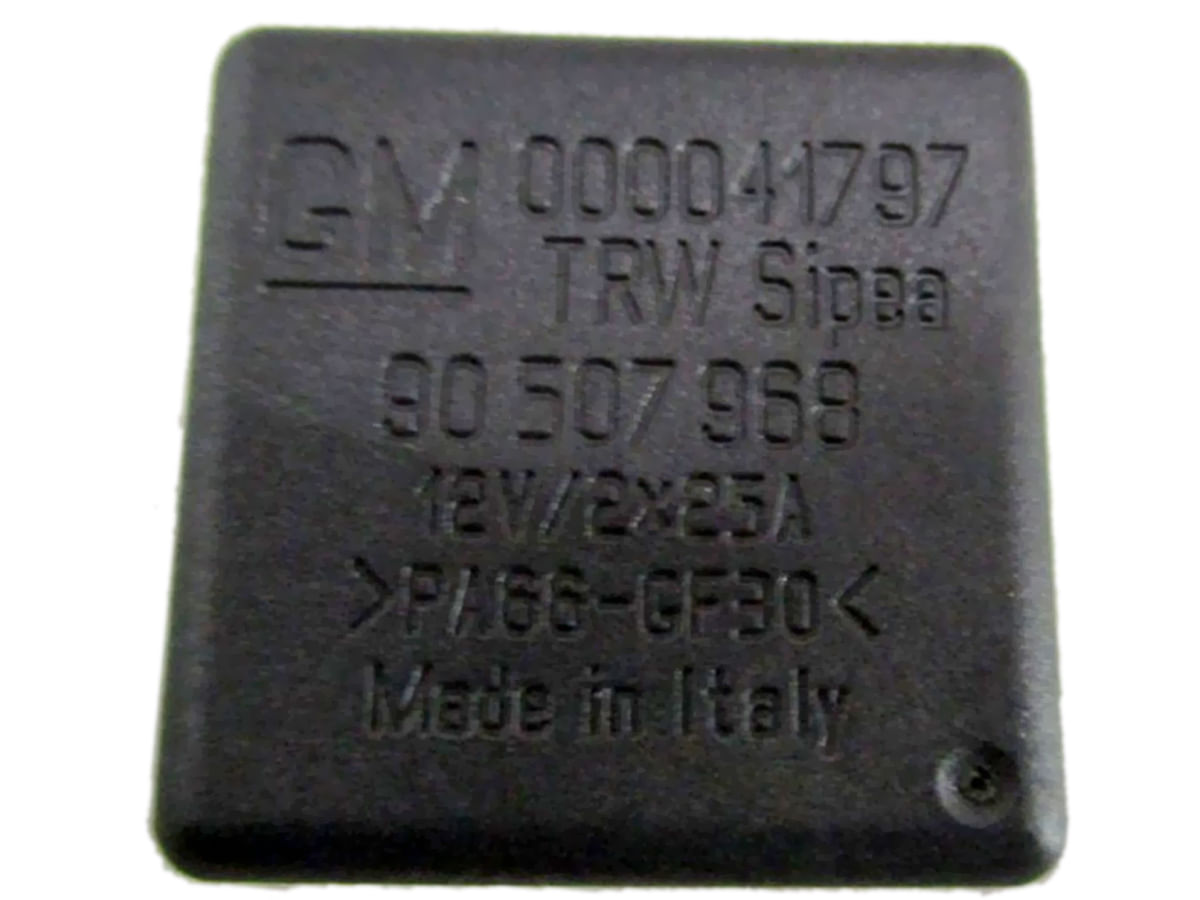 GM 000041797
TRW Sipea
90 507 968
12V/2x25A
>PA66-GF30<
Made in Italy